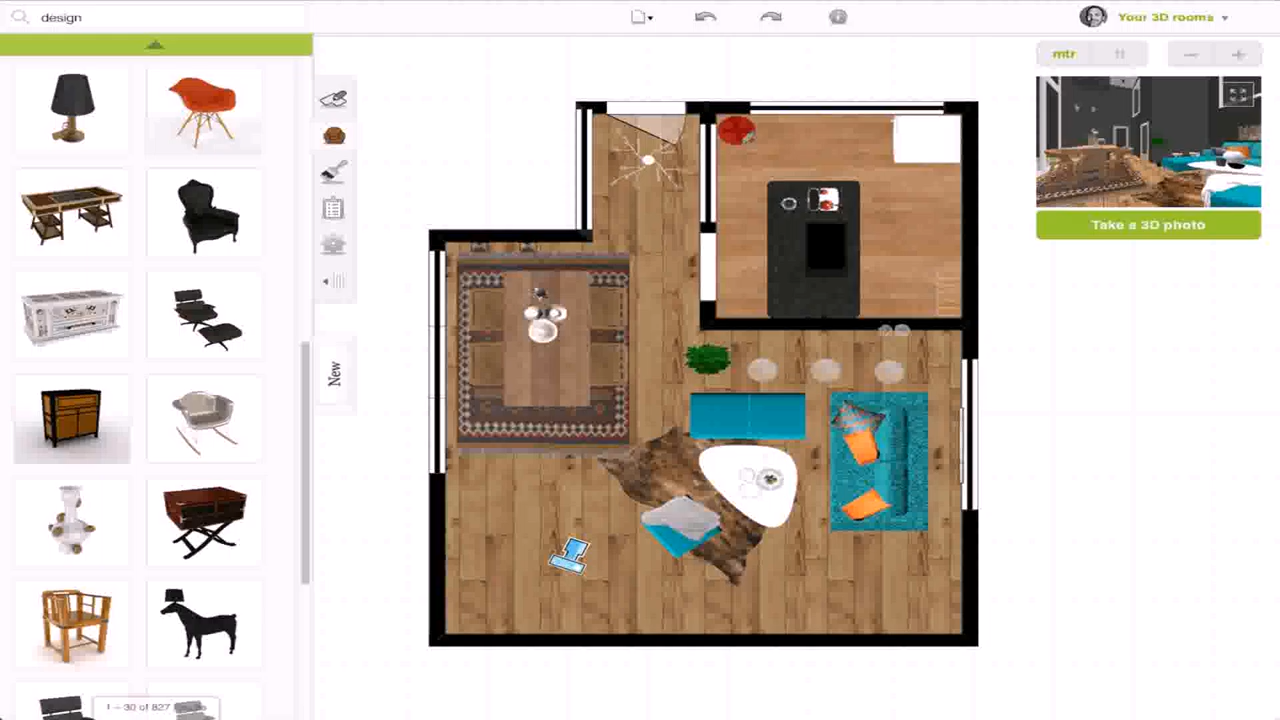 design
Your 3D rooms
mtr
Take a 3D photo
New
1 - 30 of 827